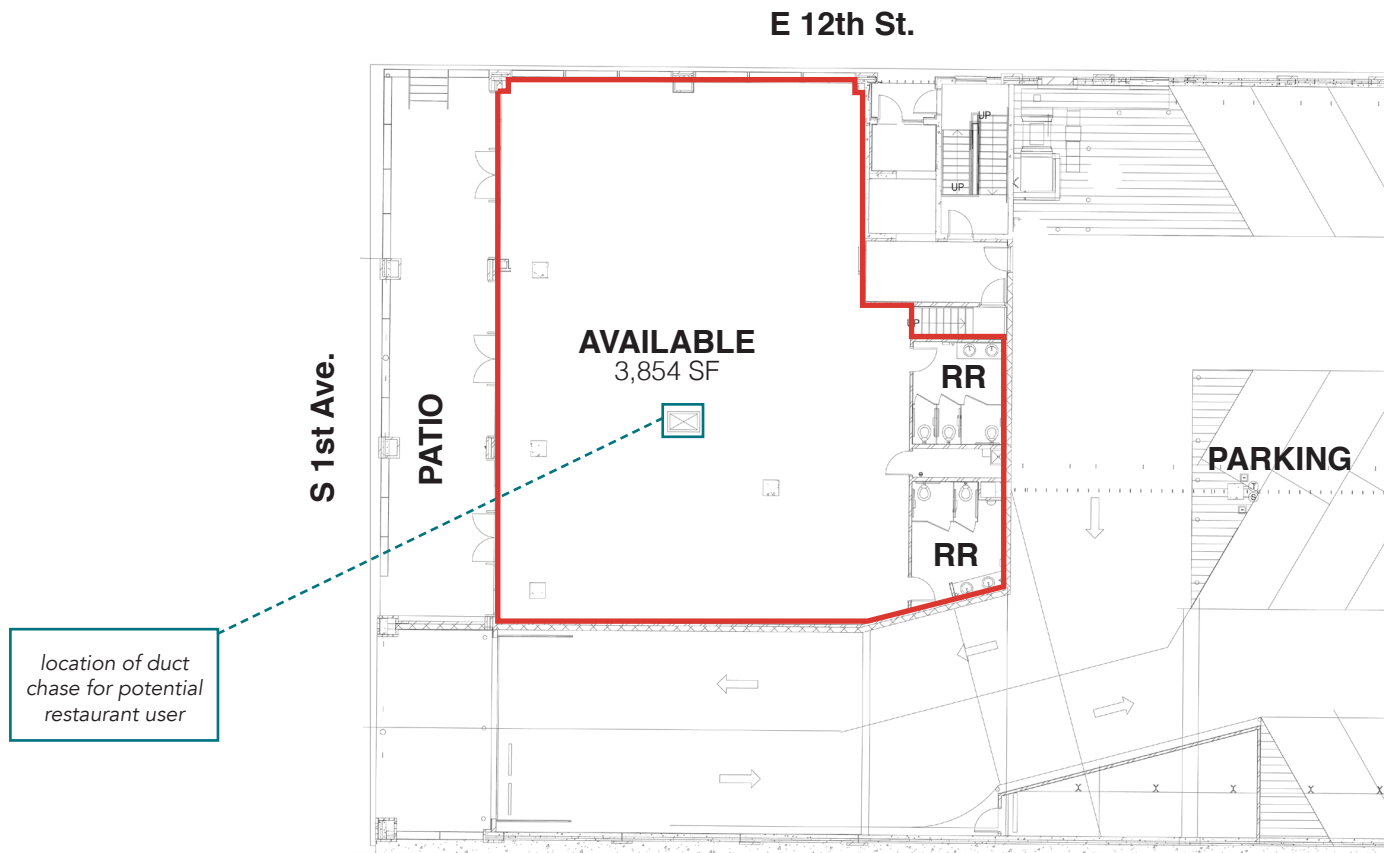 E 12th St.
UP
UP
UP
AVAILABLE
3,854 SF
RR
S 1st Ave.
PATIO
PARKING
RR
location of duct
chase for potential
restaurant user